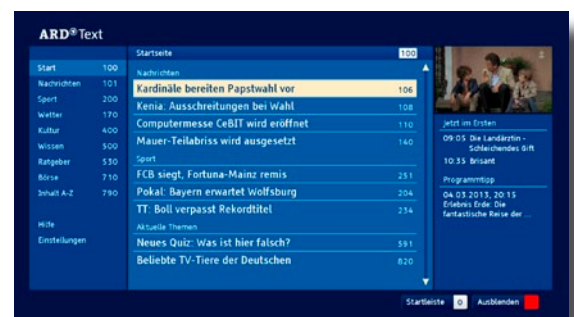 ARD Text
Startseite 100
Start 100
Nachrichten 101
Sport 200
Wetter 170
Kultur 400
Wissen 500
Ratgeber 530
Börse 710
Inhalt A-Z 790
Hilfe
Einstellungen
Nachrichten
Kardinäle bereiten Papstwahl vor 106
Kenia: Ausschreitungen bei Wahl 108
Computermesse CeBIT wird eröffnet 110
Mauer-Teilabriss wird ausgesetzt 140
Sport
FCB siegt, Fortuna-Mainz remis 251
Pokal: Bayern erwartet Wolfsburg 204
TT: Boll verpasst Rekordtitel 234
Aktuelle Themen
Neues Quiz: Was ist hier falsch? 591
Beliebte TV-Tiere der Deutschen 820
jetzt im Ersten
09:05 Die Landärztin -
Schleichendes Gift
10:35 Brisant
Programmtipp
04.03.2013, 20:15
Erlebnis Erde: Die
fantastische Reise der ...
Startleiste 0 Ausblenden